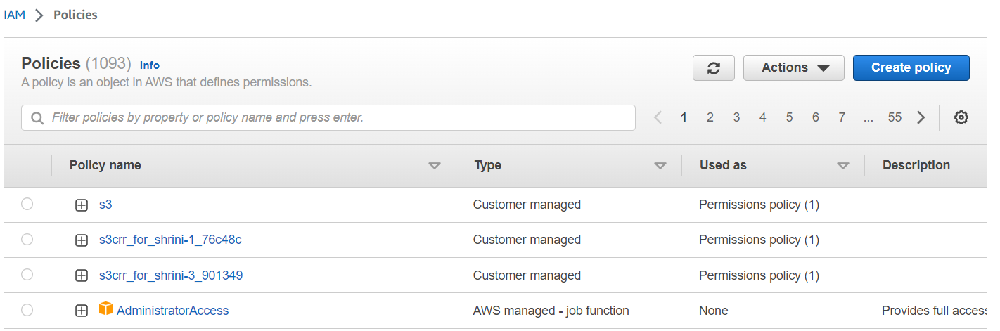 IAM > Policies
Policies (1093) Info
A policy is an object in AWS that defines permissions.
Actions
Create policy
Filter policies by property or policy name and press enter.
1 2 3 4 5 6 7 ... 55
Policy name Type Used as Description
s3 Customer managed Permissions policy (1)
s3crr_for_shrini-1_76c48c Customer managed Permissions policy (1)
s3crr_for_shrini-3_901349 Customer managed Permissions policy (1)
AdministratorAccess AWS managed - job function None Provides full access